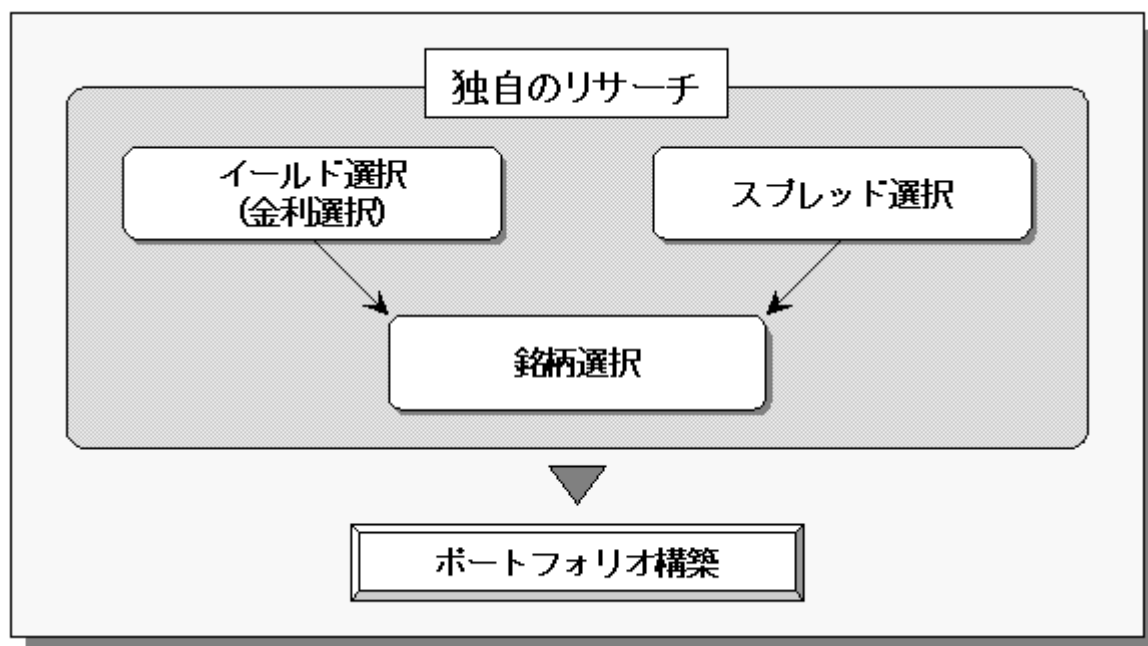 独自のリサーチ
イールド選択
(金利選択)
スプレッド選択
銘柄選択
ポートフォリオ構築